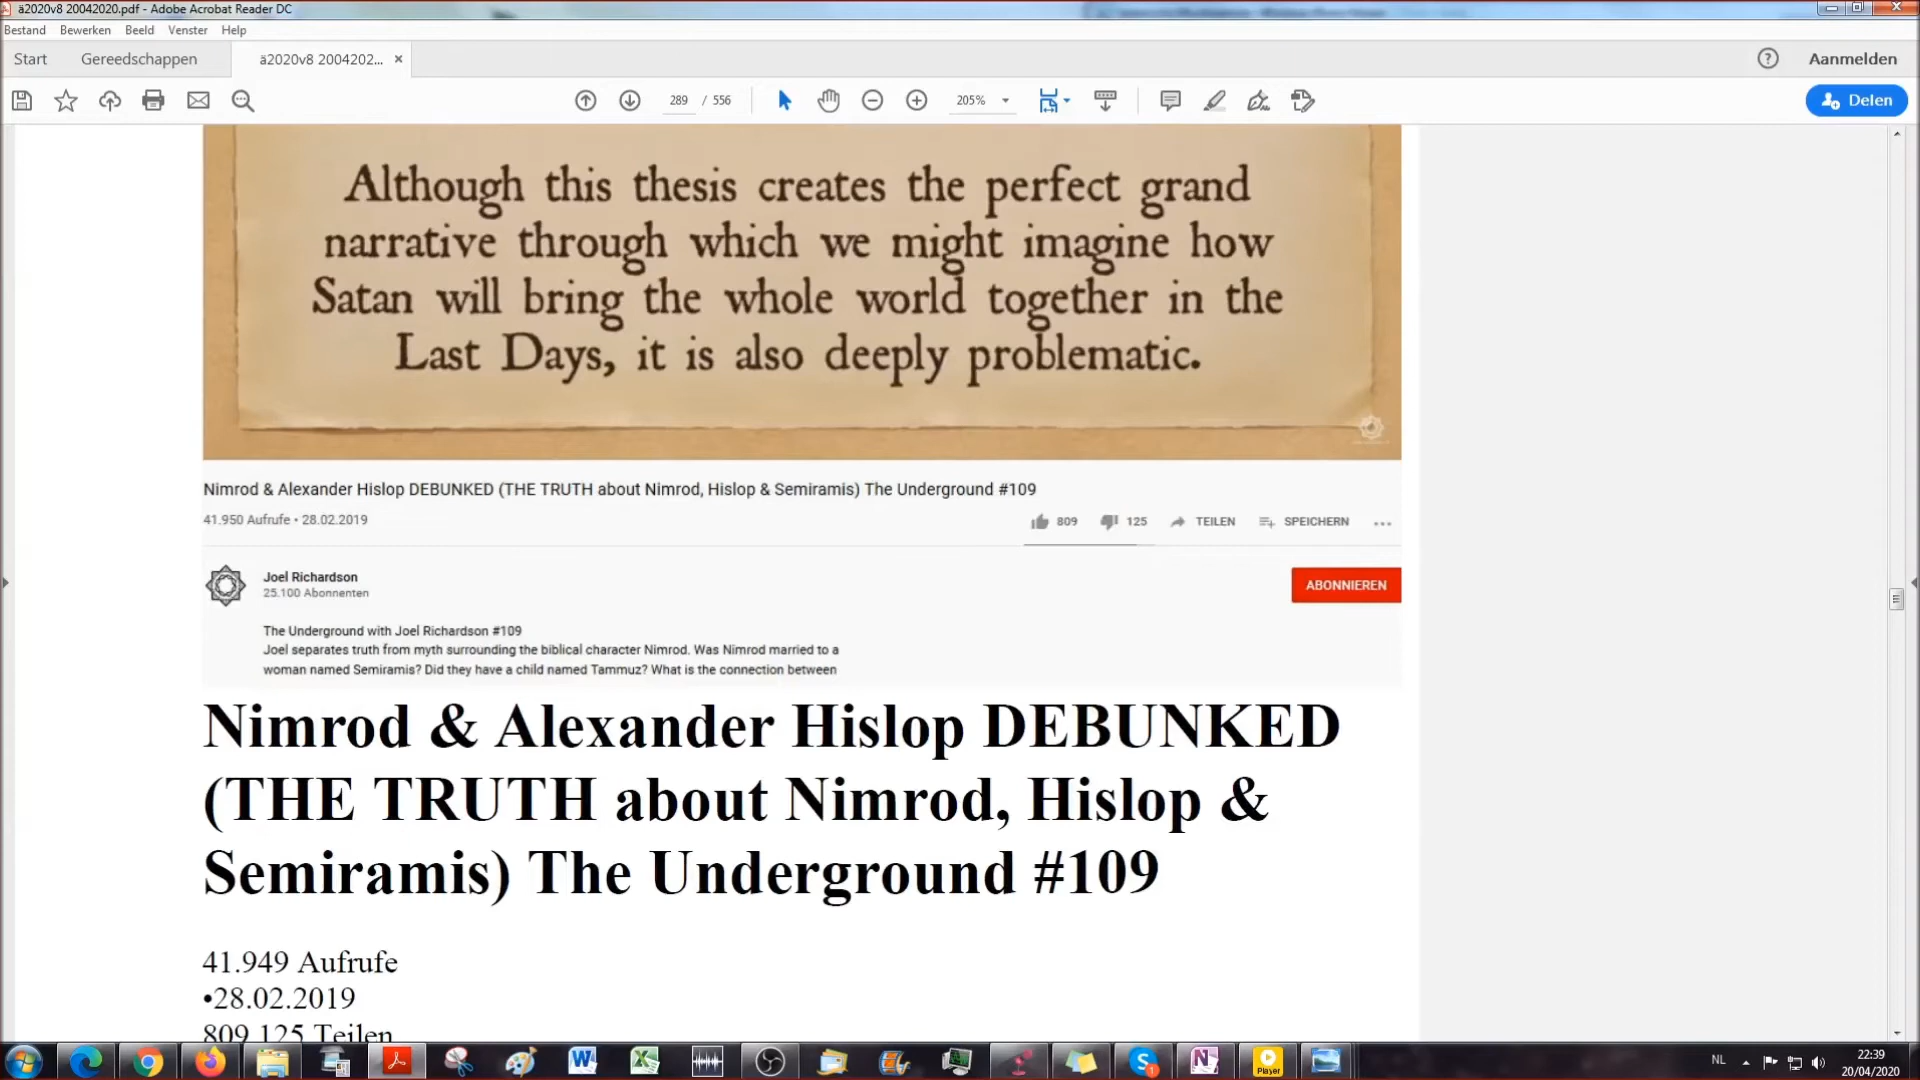 ä2020v8 20042020.pdf - Adobe Acrobat Reader DC
Bestand Bewerken Beeld Venster Help
Start Gereedschappen ä2020v8 2004202... × ? Aanmelden
289 / 556 205% Delen
Although this thesis creates the perfect grand
narrative through which we might imagine how
Satan will bring the whole world together in the
Last Days, it is also deeply problematic.
Nimrod & Alexander Hislop DEBUNKED (THE TRUTH about Nimrod, Hislop & Semiramis) The Underground #109
41.950 Aufrufe • 28.02.2019 809 125 TEILEN SPEICHERN ...
Joel Richardson
25.100 Abonnenten
ABONNIEREN
The Underground with Joel Richardson #109
Joel separates truth from myth surrounding the biblical character Nimrod. Was Nimrod married to a
woman named Semiramis? Did they have a child named Tammuz? What is the connection between
Nimrod & Alexander Hislop DEBUNKED
(THE TRUTH about Nimrod, Hislop &
Semiramis) The Underground #109
41.949 Aufrufe
•28.02.2019
809 125 Teilen
NL 22:39
20/04/2020
Player